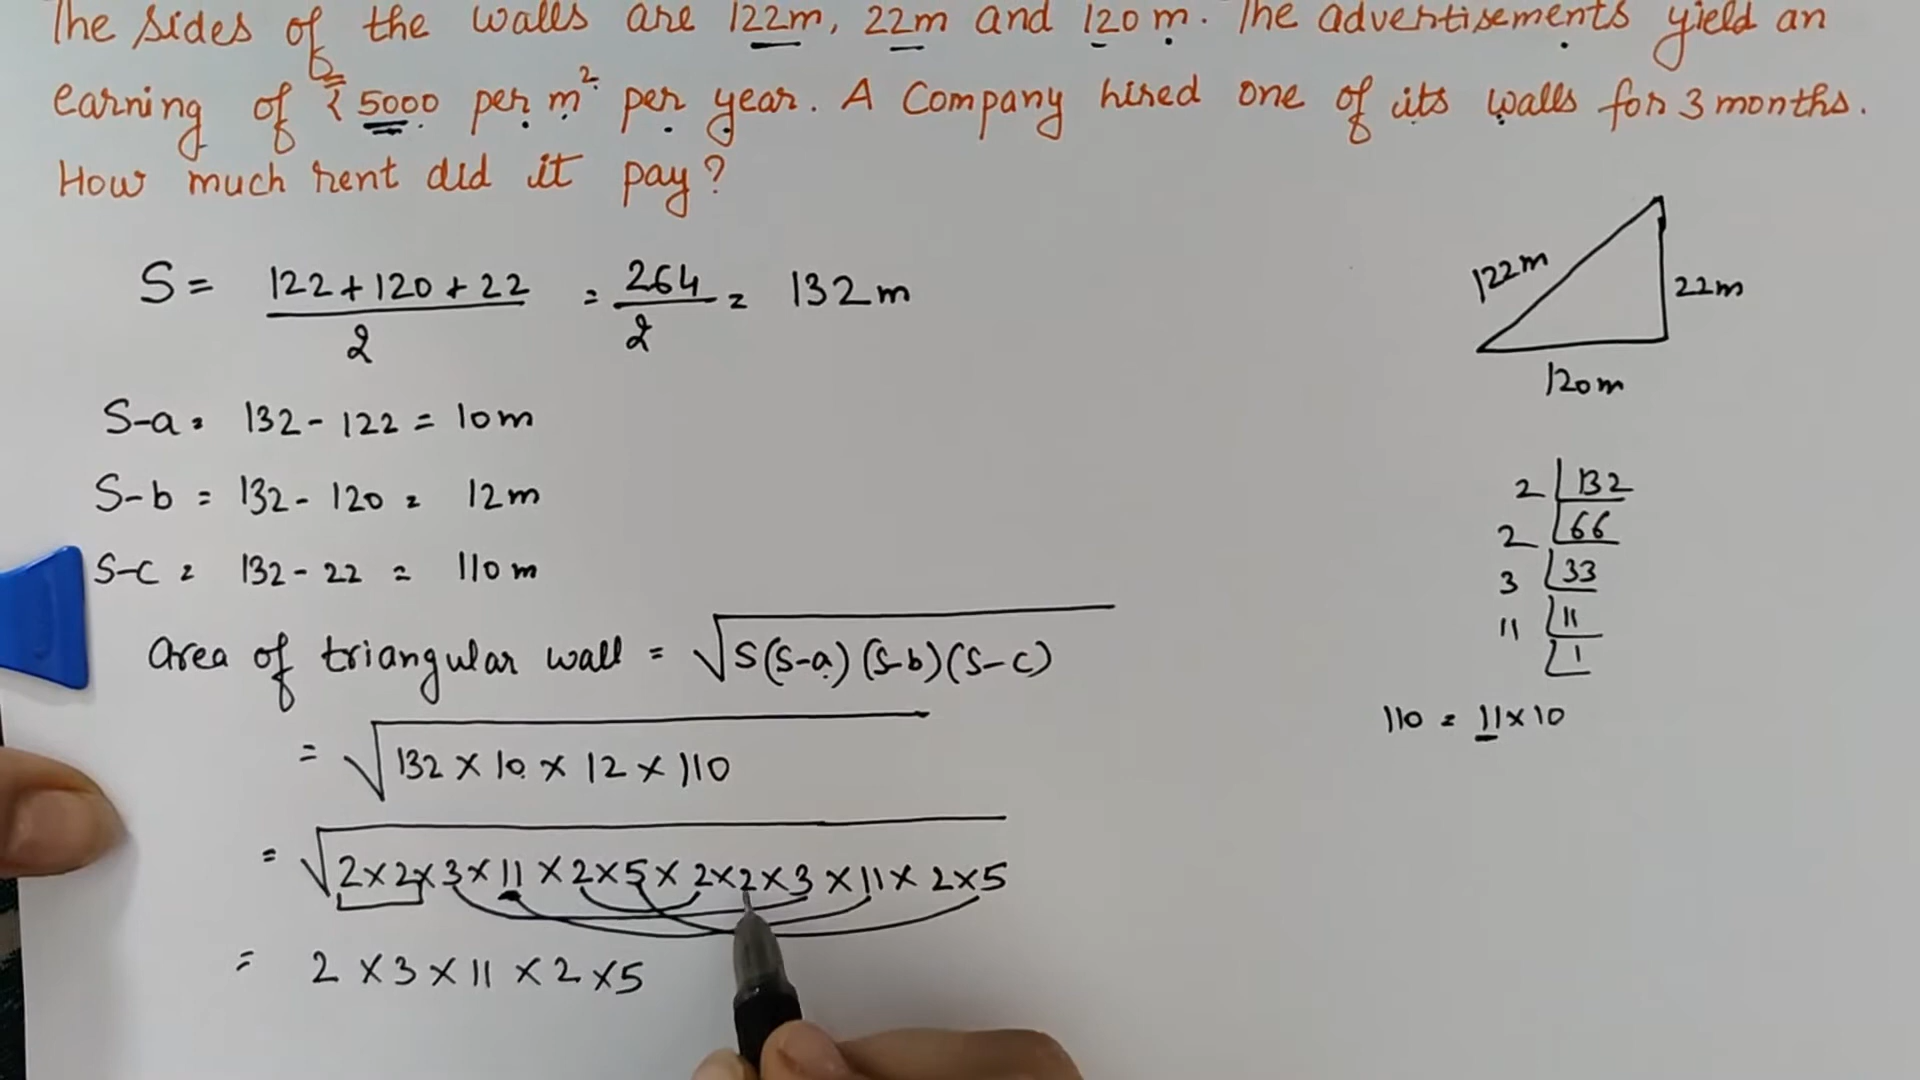 The sides of the walls are 122m, 22m and 120m. The advertisements yield an
earning of ₹5000 per m² per year. A Company hired one of its walls for 3 months.
How much rent did it pay?
S = (122+120+22)/2 = 264/2 = 132m
122m
22m
120m
S-a = 132 - 122 = 10m
S-b = 132 - 120 = 12m
S-c = 132 - 22 = 110m
2 | 132
2 | 66
3 | 33
11 | 11
1
area of triangular wall = √S(S-a)(S-b)(S-c)
110 = 11×10
= √132 × 10 × 12 × 110
= √2×2×3×11×2×5×2×2×3×11×2×5
= 2×3×11×2×5